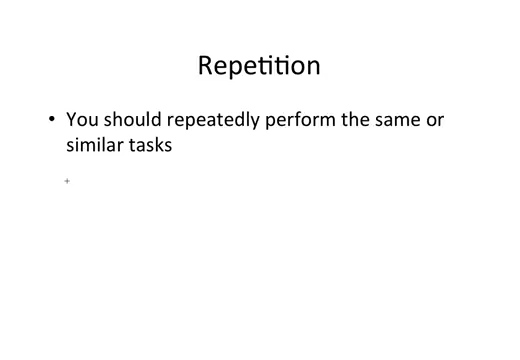 Repetition
• You should repeatedly perform the same or
similar tasks